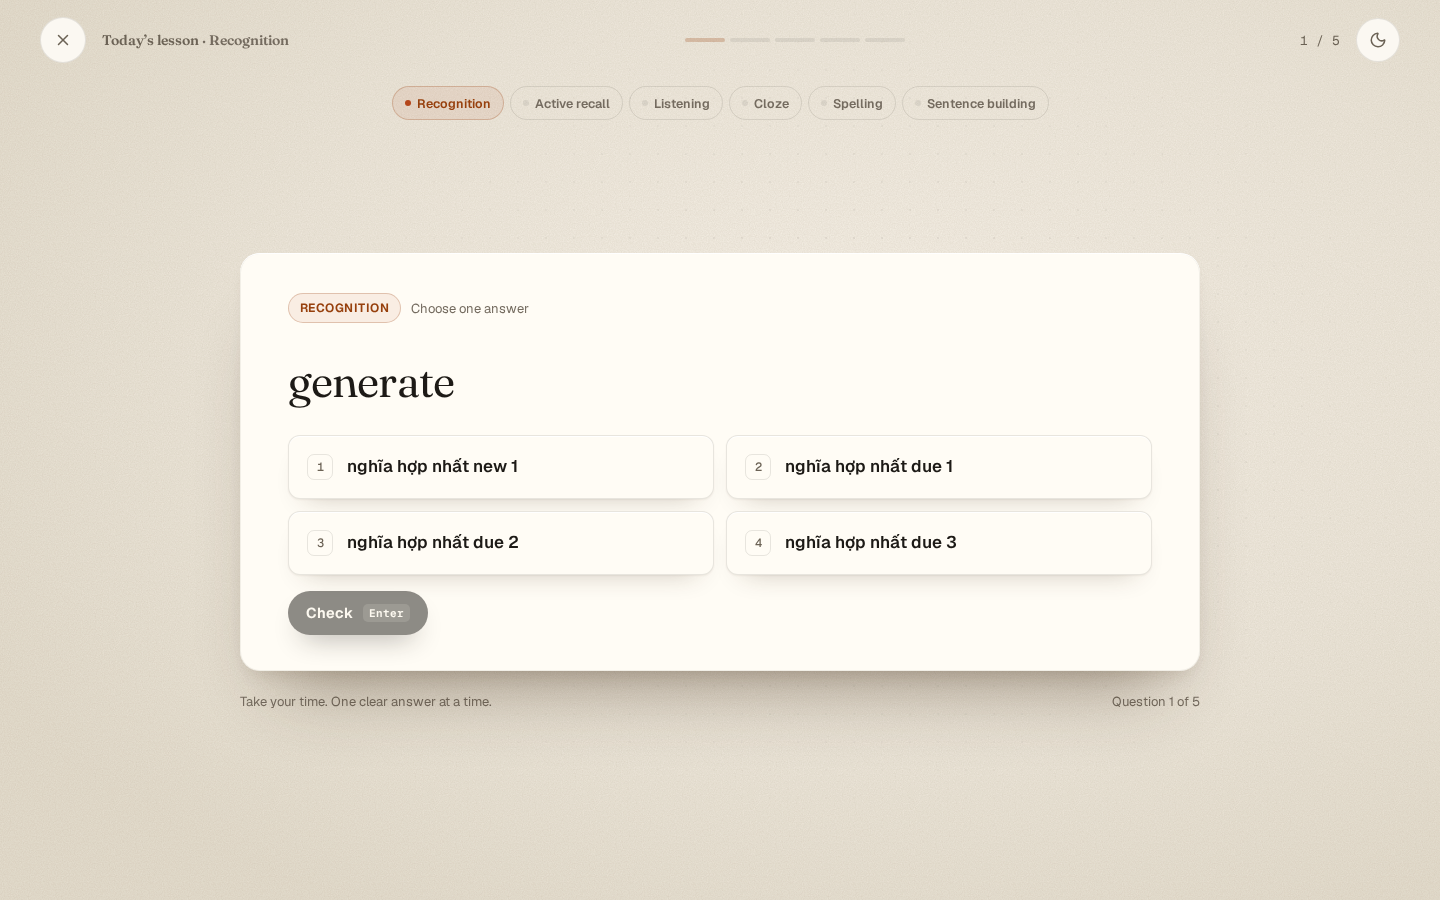 Today’s lesson · Recognition
1 / 5
Recognition
Active recall
Listening
Cloze
Spelling
Sentence building
RECOGNITION
Choose one answer
generate
1 nghĩa hợp nhất new 1
2 nghĩa hợp nhất due 1
3 nghĩa hợp nhất due 2
4 nghĩa hợp nhất due 3
Check Enter
Take your time. One clear answer at a time.
Question 1 of 5